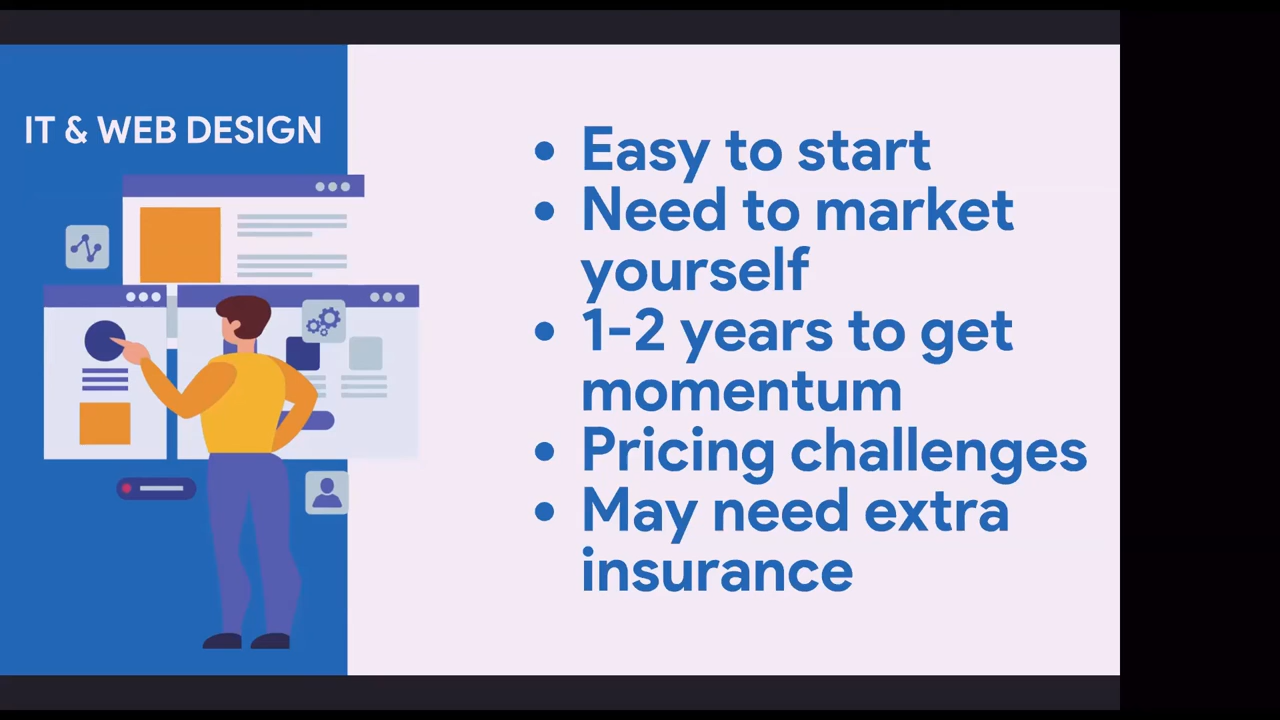 IT & WEB DESIGN
• Easy to start
• Need to market
yourself
• 1-2 years to get
momentum
• Pricing challenges
• May need extra
insurance